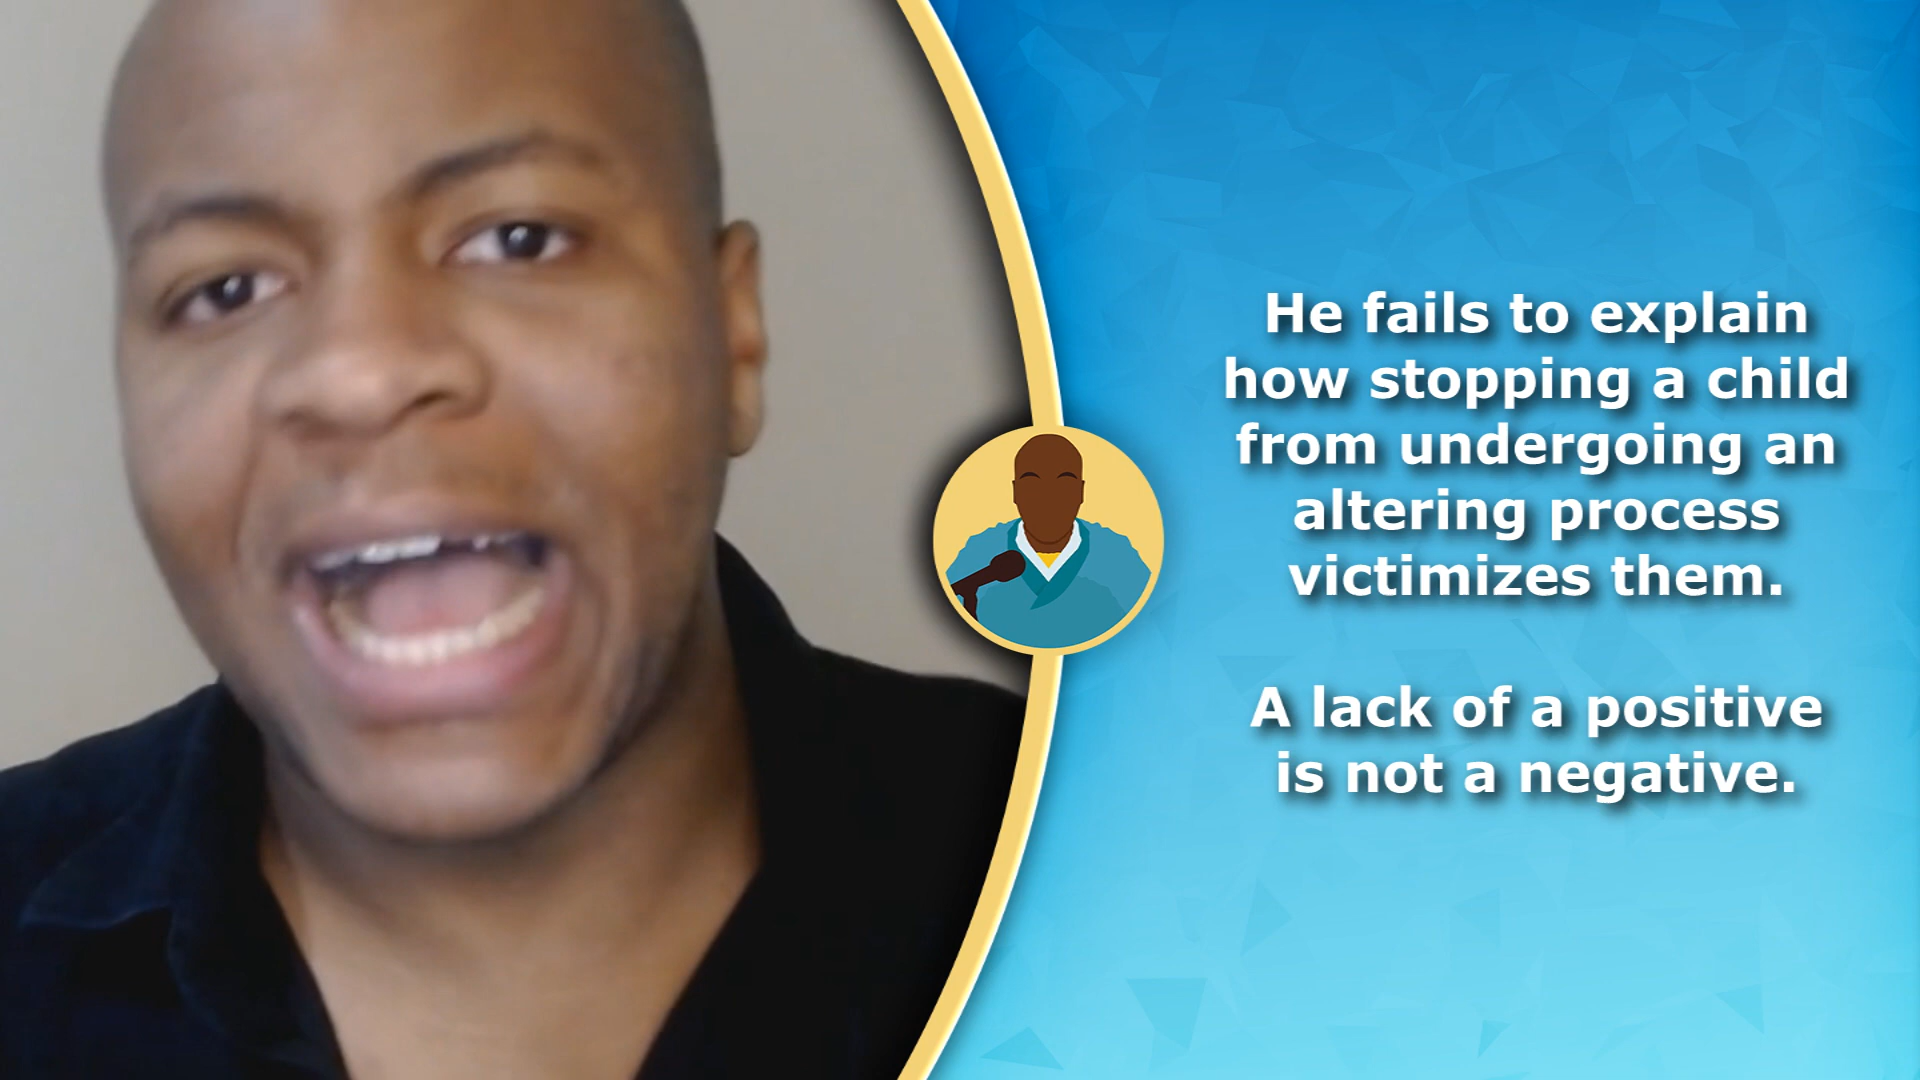 He fails to explain
how stopping a child
from undergoing an
altering process
victimizes them.
A lack of a positive
is not a negative.